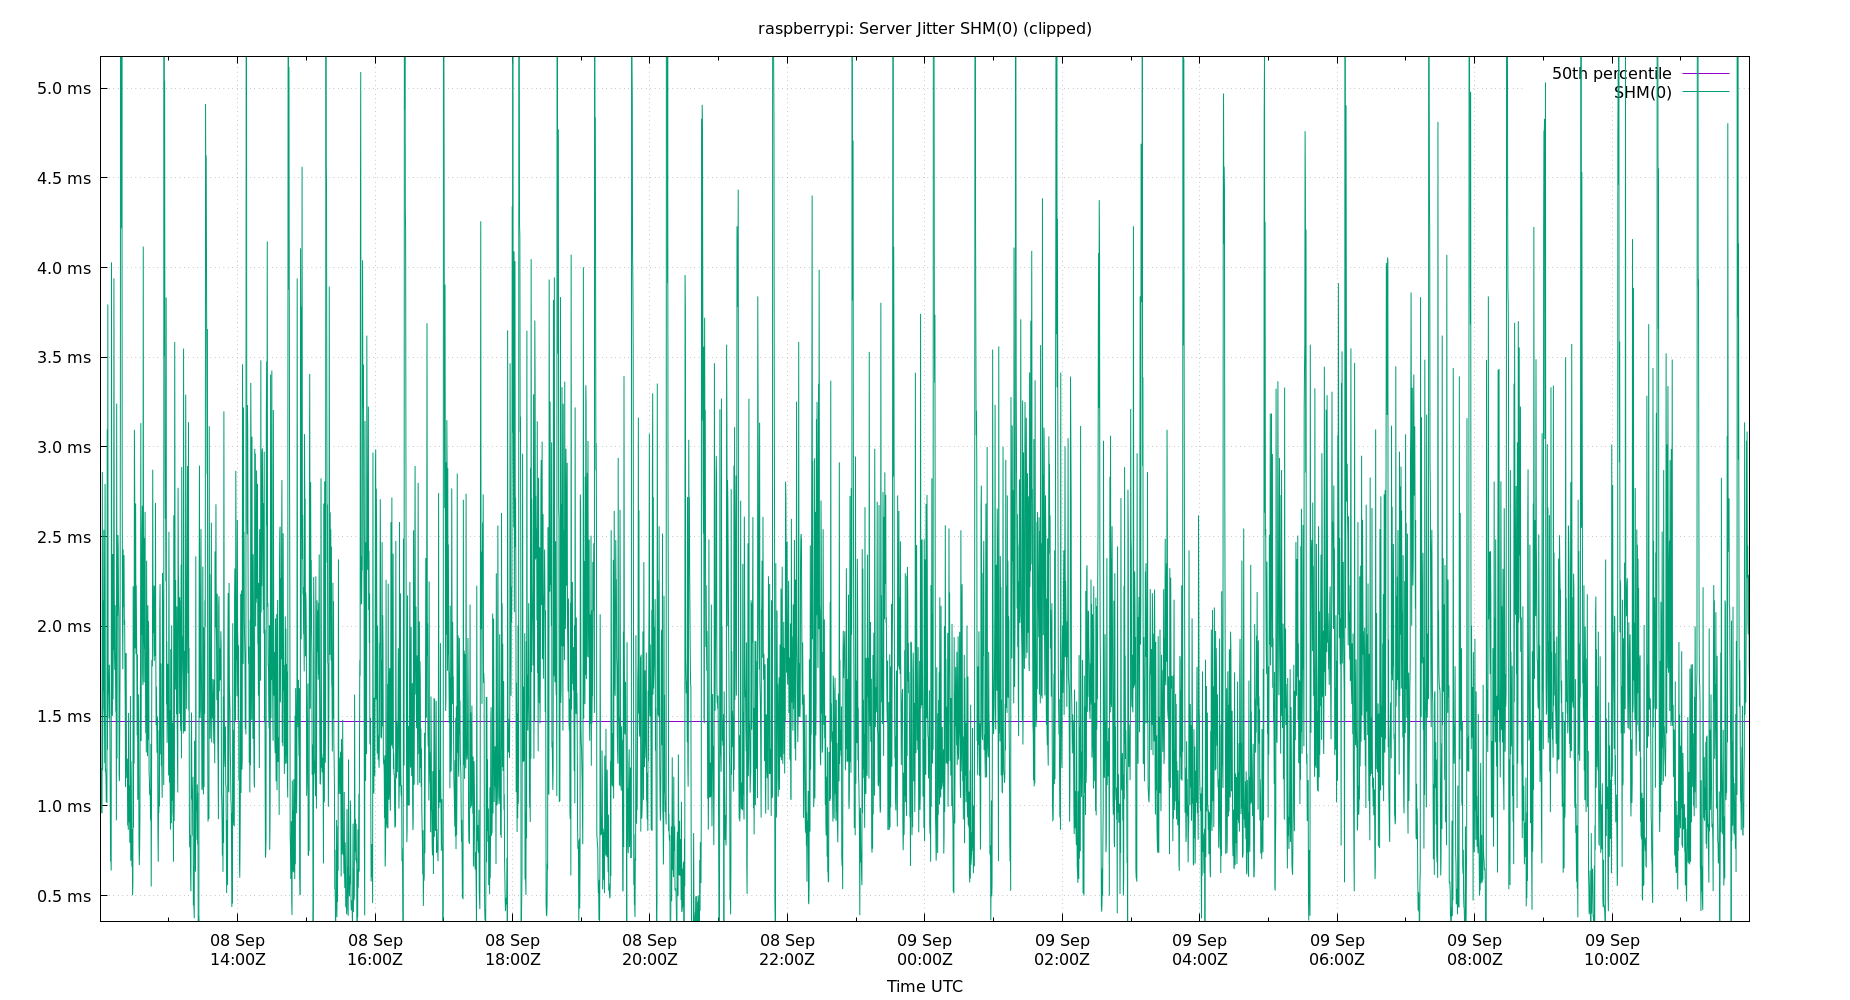 raspberrypi: Server Jitter SHM(0) (clipped)
50th percentile
SHM(0)
5.0 ms
4.5 ms
4.0 ms
3.5 ms
3.0 ms
2.5 ms
2.0 ms
1.5 ms
1.0 ms
0.5 ms
08 Sep 08 Sep 08 Sep 08 Sep 08 Sep 09 Sep 09 Sep 09 Sep 09 Sep 09 Sep 09 Sep
14:00Z 16:00Z 18:00Z 20:00Z 22:00Z 00:00Z 02:00Z 04:00Z 06:00Z 08:00Z 10:00Z
Time UTC